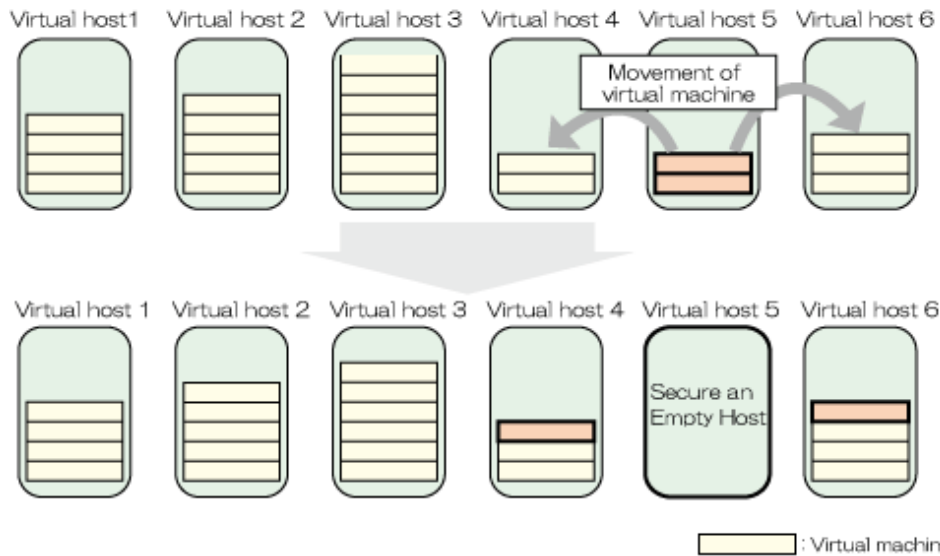 Virtual host1 Virtual host 2 Virtual host 3 Virtual host 4 Virtual host 5 Virtual host 6
Movement of
virtual machine
Virtual host 1 Virtual host 2 Virtual host 3 Virtual host 4 Virtual host 5 Virtual host 6
Secure an
Empty Host
: Virtual machin